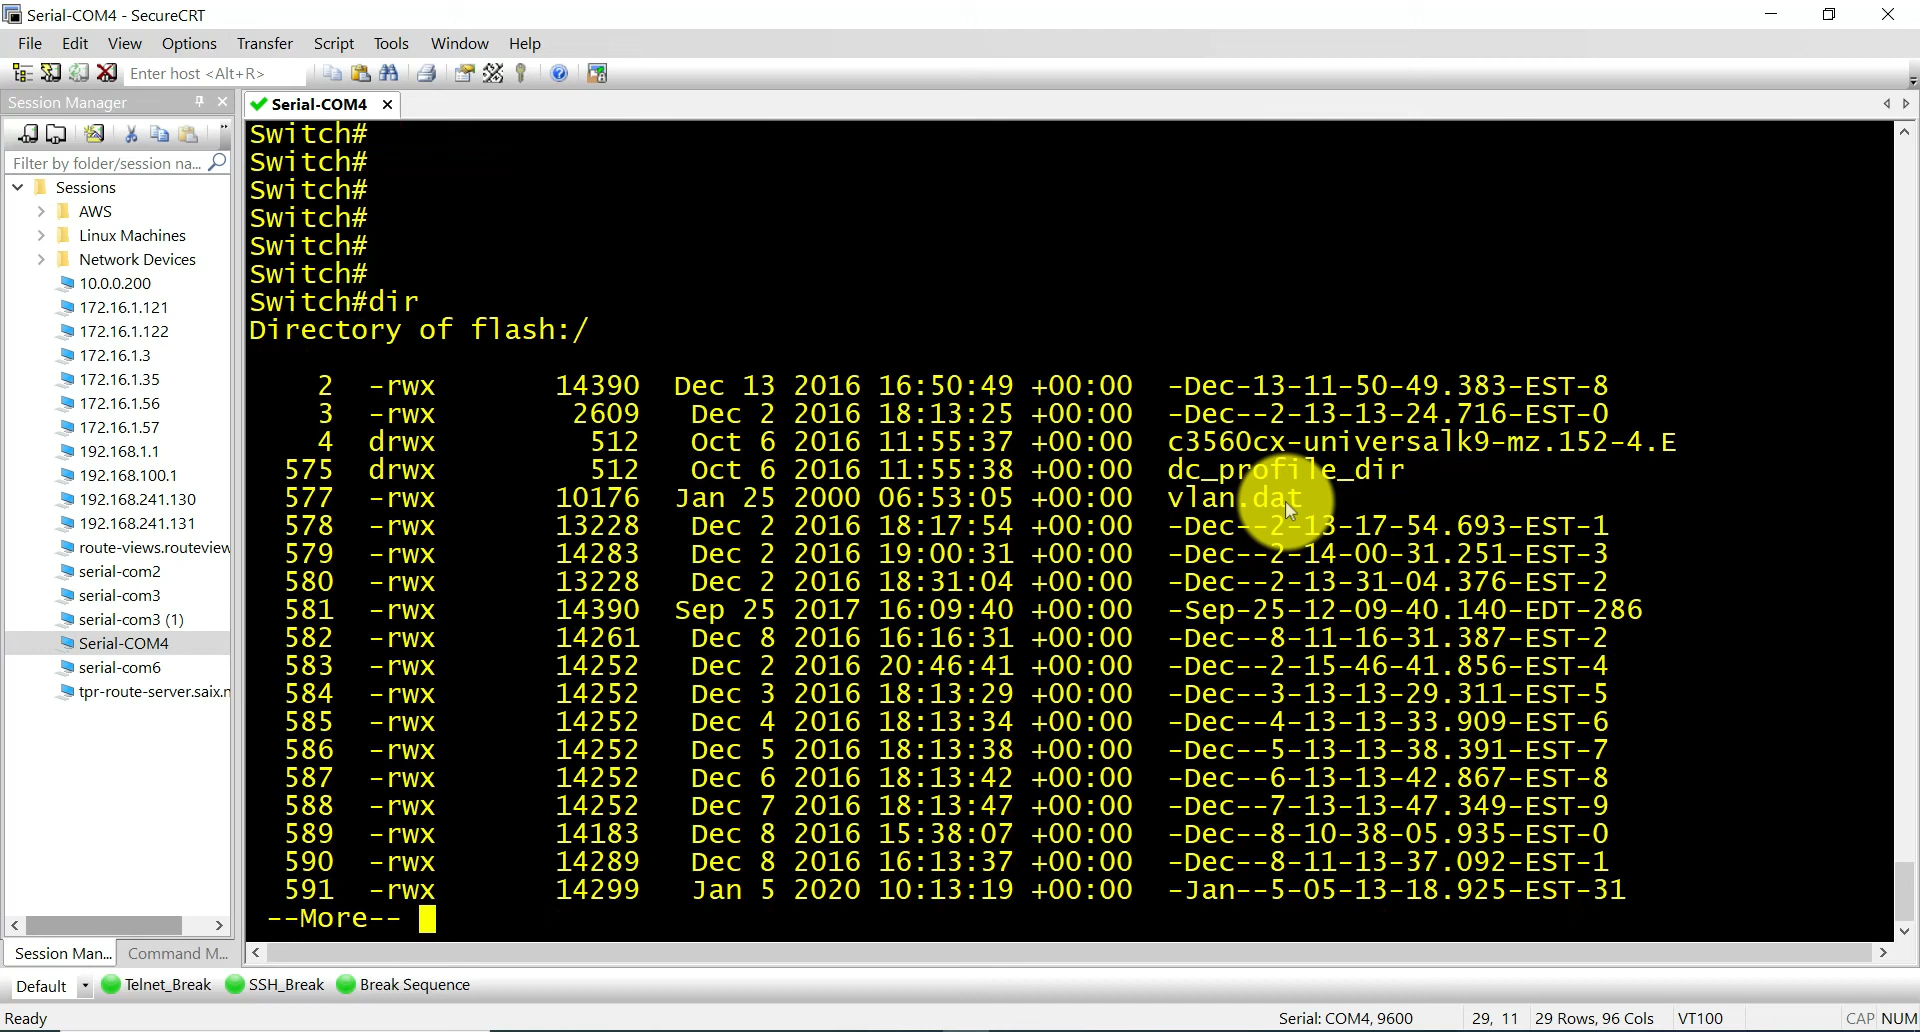 Serial-COM4 - SecureCRT
File Edit View Options Transfer Script Tools Window Help
Enter host <Alt+R>
Session Manager
Serial-COM4
Filter by folder/session na...
Sessions
AWS
Linux Machines
Network Devices
10.0.0.200
172.16.1.121
172.16.1.122
172.16.1.3
172.16.1.35
172.16.1.56
172.16.1.57
192.168.1.1
192.168.100.1
192.168.241.130
192.168.241.131
route-views.routeview
serial-com2
serial-com3
serial-com3 (1)
Serial-COM4
serial-com6
tpr-route-server.saix.n
Session Man... Command M...
Switch#
Switch#
Switch#
Switch#
Switch#
Switch#
Switch#dir
Directory of flash:/
2 -rwx 14390 Dec 13 2016 16:50:49 +00:00 -Dec-13-11-50-49.383-EST-8
3 -rwx 2609 Dec 2 2016 18:13:25 +00:00 -Dec--2-13-13-24.716-EST-0
4 drwx 512 Oct 6 2016 11:55:37 +00:00 c3560cx-universalk9-mz.152-4.E
575 drwx 512 Oct 6 2016 11:55:38 +00:00 dc_profile_dir
577 -rwx 10176 Jan 25 2000 06:53:05 +00:00 vlan.dat
578 -rwx 13228 Dec 2 2016 18:17:54 +00:00 -Dec--2-13-17-54.693-EST-1
579 -rwx 14283 Dec 2 2016 19:00:31 +00:00 -Dec--2-14-00-31.251-EST-3
580 -rwx 13228 Dec 2 2016 18:31:04 +00:00 -Dec--2-13-31-04.376-EST-2
581 -rwx 14390 Sep 25 2017 16:09:40 +00:00 -Sep-25-12-09-40.140-EDT-286
582 -rwx 14261 Dec 8 2016 16:16:31 +00:00 -Dec--8-11-16-31.387-EST-2
583 -rwx 14252 Dec 2 2016 20:46:41 +00:00 -Dec--2-15-46-41.856-EST-4
584 -rwx 14252 Dec 3 2016 18:13:29 +00:00 -Dec--3-13-13-29.311-EST-5
585 -rwx 14252 Dec 4 2016 18:13:34 +00:00 -Dec--4-13-13-33.909-EST-6
586 -rwx 14252 Dec 5 2016 18:13:38 +00:00 -Dec--5-13-13-38.391-EST-7
587 -rwx 14252 Dec 6 2016 18:13:42 +00:00 -Dec--6-13-13-42.867-EST-8
588 -rwx 14252 Dec 7 2016 18:13:47 +00:00 -Dec--7-13-13-47.349-EST-9
589 -rwx 14183 Dec 8 2016 15:38:07 +00:00 -Dec--8-10-38-05.935-EST-0
590 -rwx 14289 Dec 8 2016 16:13:37 +00:00 -Dec--8-11-13-37.092-EST-1
591 -rwx 14299 Jan 5 2020 10:13:19 +00:00 -Jan--5-05-13-18.925-EST-31
--More--
Default Telnet_Break SSH_Break Break Sequence
Ready Serial: COM4, 9600 29, 11 29 Rows, 96 Cols VT100 CAP NUM